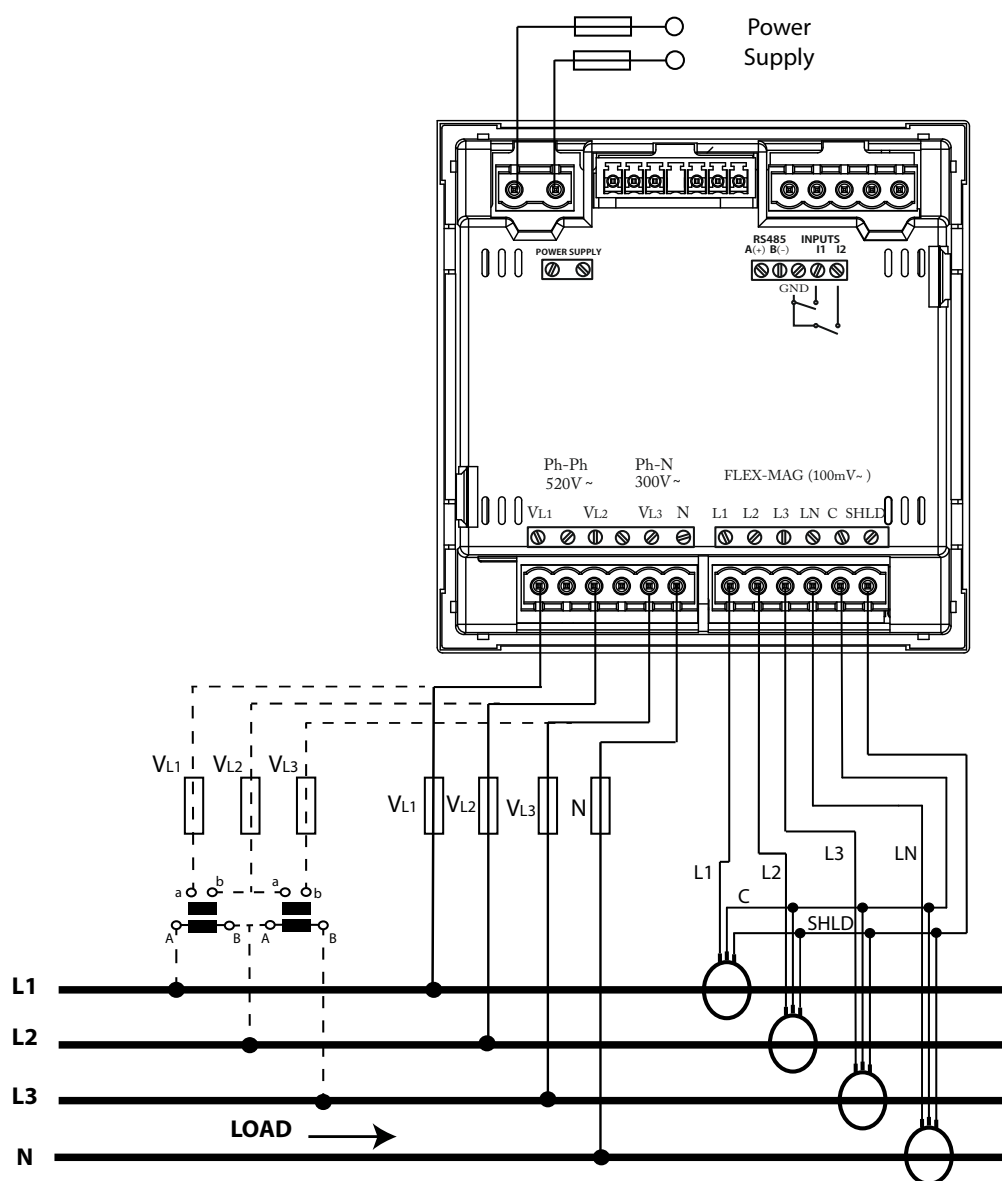 Power
Supply
POWER SUPPLY
RS485 INPUTS
A(+) B(-) I1 I2
GND
Ph-Ph
520V~
Ph-N
300V~
FLEX-MAG (100mV~)
VL1 VL2 VL3 N
L1 L2 L3 LN C SHLD
VL1 VL2 VL3
VL1 VL2 VL3 N
L1 L2 L3 LN
C
SHLD
a b a b
A B A B
L1
L2
L3
LOAD
N